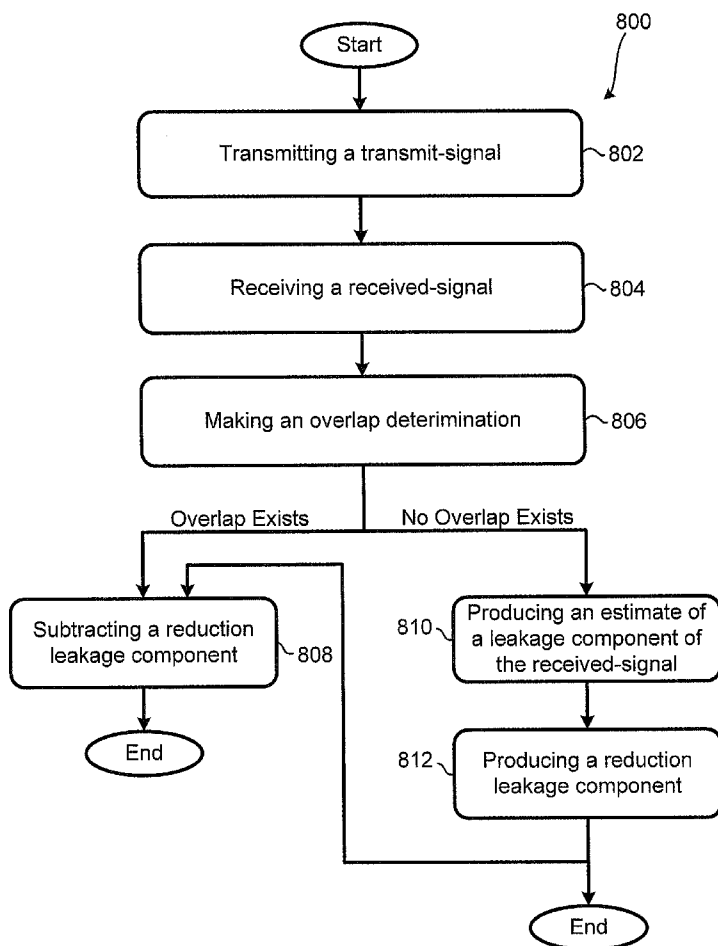 800
Start
Transmitting a transmit-signal
802
Receiving a received-signal
804
Making an overlap deterimination
806
Overlap Exists
No Overlap Exists
Subtracting a reduction
leakage component
808
810
Producing an estimate of
a leakage component of
the received-signal
End
812
Producing a reduction
leakage component
End